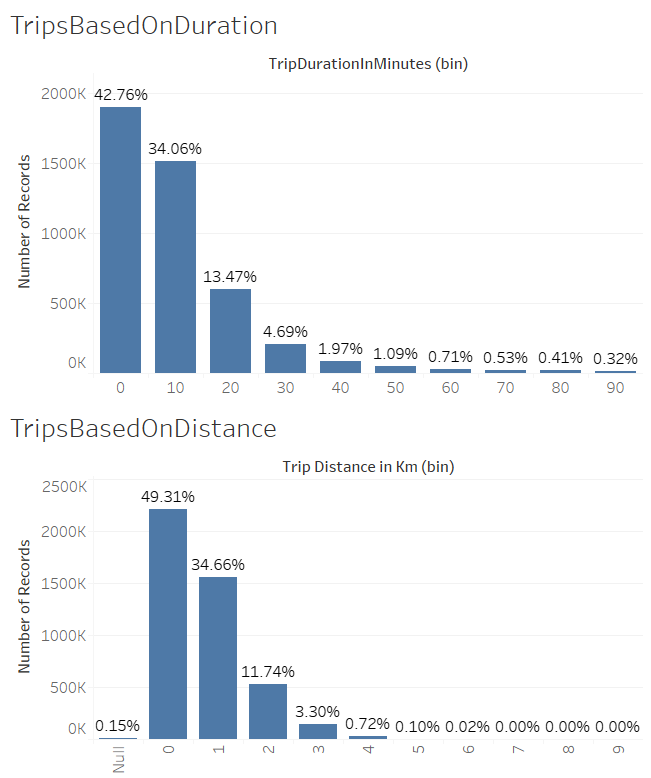 TripsBasedOnDuration
TripDurationInMinutes (bin)
Number of Records
2000K
1500K
1000K
500K
0K
42.76%
34.06%
13.47%
4.69%
1.97%
1.09%
0.71%
0.53%
0.41%
0.32%
0 10 20 30 40 50 60 70 80 90
TripsBasedOnDistance
Trip Distance in Km (bin)
Number of Records
2500K
2000K
1500K
1000K
500K
0K
0.15%
49.31%
34.66%
11.74%
3.30%
0.72%
0.10%
0.02%
0.00%
0.00%
0.00%
Null 0 1 2 3 4 5 6 7 8 9